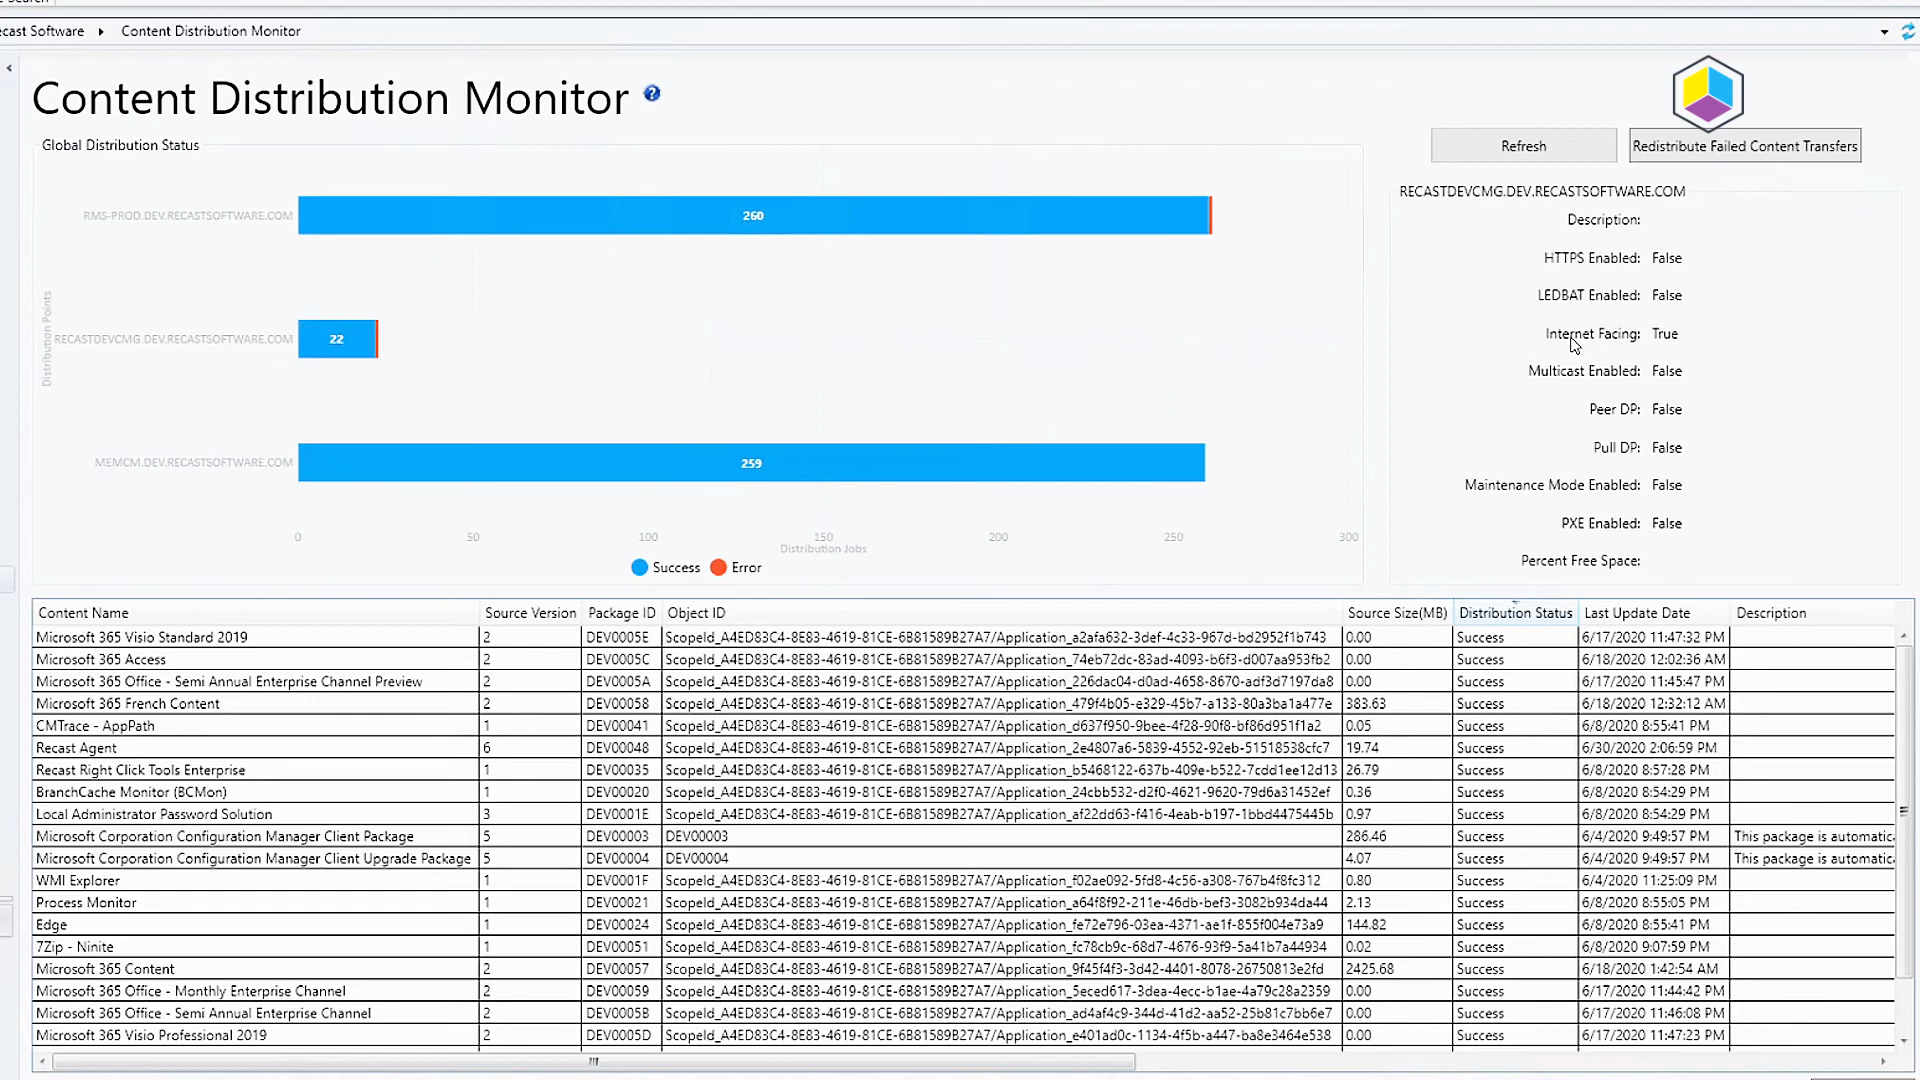 ecast Software ▸ Content Distribution Monitor
Content Distribution Monitor ?
Global Distribution Status
Refresh
Redistribute Failed Content Transfers
Distribution Points
RMS-PROD.DEV.RECASTSOFTWARE.COM 260
RECASTDEVCMG.DEV.RECASTSOFTWARE.COM 22
MEMCM.DEV.RECASTSOFTWARE.COM 259
0 50 100 150 200 250 300
Distribution Jobs
Success Error
RECASTDEVCMG.DEV.RECASTSOFTWARE.COM
Description:
HTTPS Enabled: False
LEDBAT Enabled: False
Internet Facing: True
Multicast Enabled: False
Peer DP: False
Pull DP: False
Maintenance Mode Enabled: False
PXE Enabled: False
Percent Free Space:
Content Name Source Version Package ID Object ID Source Size(MB) Distribution Status Last Update Date Description
Microsoft 365 Visio Standard 2019 2 DEV0005E ScopeId_A4ED83C4-8E83-4619-81CE-6B81589B27A7/Application_a2afa632-3def-4c33-967d-bd2952f1b743 0.00 Success 6/17/2020 11:47:32 PM
Microsoft 365 Access 2 DEV0005C ScopeId_A4ED83C4-8E83-4619-81CE-6B81589B27A7/Application_74eb72dc-83ad-4093-b6f3-d007aa953fb2 0.00 Success 6/18/2020 12:02:36 AM
Microsoft 365 Office - Semi Annual Enterprise Channel Preview 2 DEV0005A ScopeId_A4ED83C4-8E83-4619-81CE-6B81589B27A7/Application_226dac04-d0ad-4658-8670-adf3d7197da8 0.00 Success 6/17/2020 11:45:47 PM
Microsoft 365 French Content 2 DEV00058 ScopeId_A4ED83C4-8E83-4619-81CE-6B81589B27A7/Application_479f4b05-e329-45b7-a133-80a3ba1a477e 383.63 Success 6/18/2020 12:32:12 AM
CMTrace - AppPath 1 DEV00041 ScopeId_A4ED83C4-8E83-4619-81CE-6B81589B27A7/Application_d637f950-9bee-4f28-90f8-bf86d951f1a2 0.05 Success 6/8/2020 8:55:41 PM
Recast Agent 6 DEV00048 ScopeId_A4ED83C4-8E83-4619-81CE-6B81589B27A7/Application_2e4807a6-5839-4552-92eb-51518538cfc7 19.74 Success 6/30/2020 2:06:59 PM
Recast Right Click Tools Enterprise 1 DEV00035 ScopeId_A4ED83C4-8E83-4619-81CE-6B81589B27A7/Application_b5468122-637b-409e-b522-7cdd1ee12d13 26.79 Success 6/8/2020 8:57:28 PM
BranchCache Monitor (BCMon) 1 DEV00020 ScopeId_A4ED83C4-8E83-4619-81CE-6B81589B27A7/Application_24cbb532-d2f0-4621-9620-79d6a31452ef 0.36 Success 6/8/2020 8:54:29 PM
Local Administrator Password Solution 3 DEV0001E ScopeId_A4ED83C4-8E83-4619-81CE-6B81589B27A7/Application_af22dd63-f416-4eab-b197-1bbd4475445b 0.97 Success 6/8/2020 8:54:29 PM
Microsoft Corporation Configuration Manager Client Package 5 DEV00003 DEV00003 286.46 Success 6/4/2020 9:49:57 PM This package is automatic
Microsoft Corporation Configuration Manager Client Upgrade Package 5 DEV00004 DEV00004 4.07 Success 6/4/2020 9:49:57 PM This package is automatic
WMI Explorer 1 DEV0001F ScopeId_A4ED83C4-8E83-4619-81CE-6B81589B27A7/Application_f02ae092-5fd8-4c56-a308-767b4f8fc312 0.80 Success 6/4/2020 11:25:09 PM
Process Monitor 1 DEV00021 ScopeId_A4ED83C4-8E83-4619-81CE-6B81589B27A7/Application_a64f8f92-211e-46db-bef3-3082b934da44 2.13 Success 6/8/2020 8:55:05 PM
Edge 1 DEV00024 ScopeId_A4ED83C4-8E83-4619-81CE-6B81589B27A7/Application_fe72e796-03ea-4371-ae1f-855f004e73a9 144.82 Success 6/8/2020 8:55:41 PM
7Zip - Ninite 1 DEV00051 ScopeId_A4ED83C4-8E83-4619-81CE-6B81589B27A7/Application_fc78cb9c-68d7-4676-93f9-5a41b7a44934 0.02 Success 6/8/2020 9:07:59 PM
Microsoft 365 Content 2 DEV00057 ScopeId_A4ED83C4-8E83-4619-81CE-6B81589B27A7/Application_9f45f4f3-3d42-4401-8078-26750813e2fd 2425.68 Success 6/18/2020 1:42:54 AM
Microsoft 365 Office - Monthly Enterprise Channel 2 DEV00059 ScopeId_A4ED83C4-8E83-4619-81CE-6B81589B27A7/Application_5eced617-3dea-4ecc-b1ae-4a79c28a2359 0.00 Success 6/17/2020 11:44:42 PM
Microsoft 365 Office - Semi Annual Enterprise Channel 2 DEV0005B ScopeId_A4ED83C4-8E83-4619-81CE-6B81589B27A7/Application_ad4af4c9-344d-41d2-aa52-25b81c7bb6e7 0.00 Success 6/17/2020 11:46:08 PM
Microsoft 365 Visio Professional 2019 2 DEV0005D ScopeId_A4ED83C4-8E83-4619-81CE-6B81589B27A7/Application_e401ad0c-1134-4f5b-a447-ba8e3464e538 0.00 Success 6/17/2020 11:47:23 PM